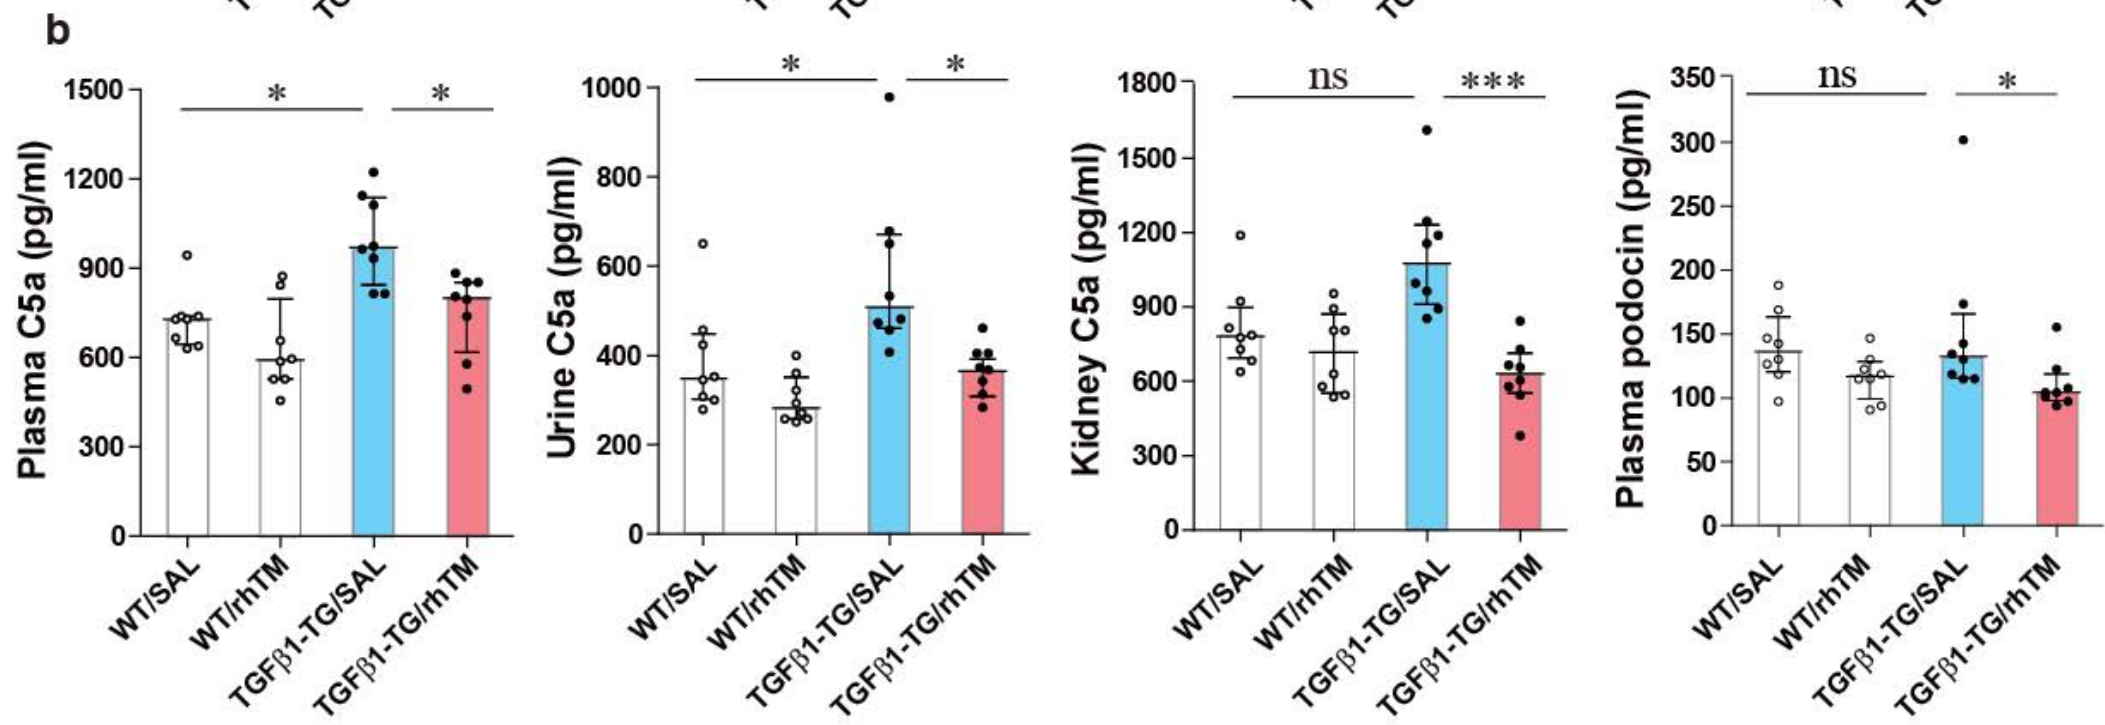 b
Plasma C5a (pg/ml)
1500
1200
900
600
300
0
*
*
WT/SAL
WT/rhTM
TGFβ1-TG/SAL
TGFβ1-TG/rhTM
Urine C5a (pg/ml)
1000
800
600
400
200
0
*
*
WT/SAL
WT/rhTM
TGFβ1-TG/SAL
TGFβ1-TG/rhTM
Kidney C5a (pg/ml)
1800
1500
1200
900
600
300
0
ns
***
WT/SAL
WT/rhTM
TGFβ1-TG/SAL
TGFβ1-TG/rhTM
Plasma podocin (pg/ml)
350
300
250
200
150
100
50
0
ns
*
WT/SAL
WT/rhTM
TGFβ1-TG/SAL
TGFβ1-TG/rhTM